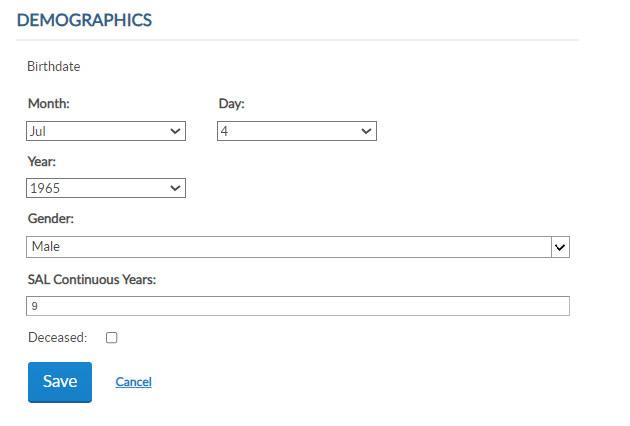 DEMOGRAPHICS
Birthdate
Month: Day:
Jul 4
Year:
1965
Gender:
Male
SAL Continuous Years:
9
Deceased:
Save Cancel